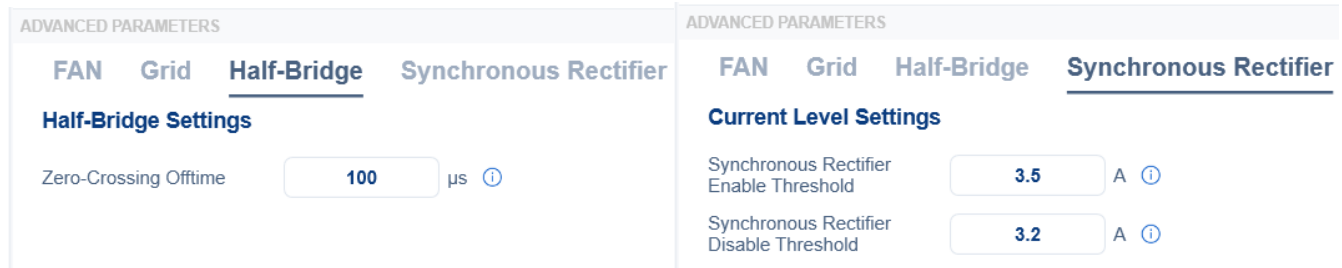 ADVANCED PARAMETERS
FAN Grid Half-Bridge Synchronous Rectifier
Half-Bridge Settings
Zero-Crossing Offtime 100 µs
ADVANCED PARAMETERS
FAN Grid Half-Bridge Synchronous Rectifier
Current Level Settings
Synchronous Rectifier
Enable Threshold 3.5 A
Synchronous Rectifier
Disable Threshold 3.2 A